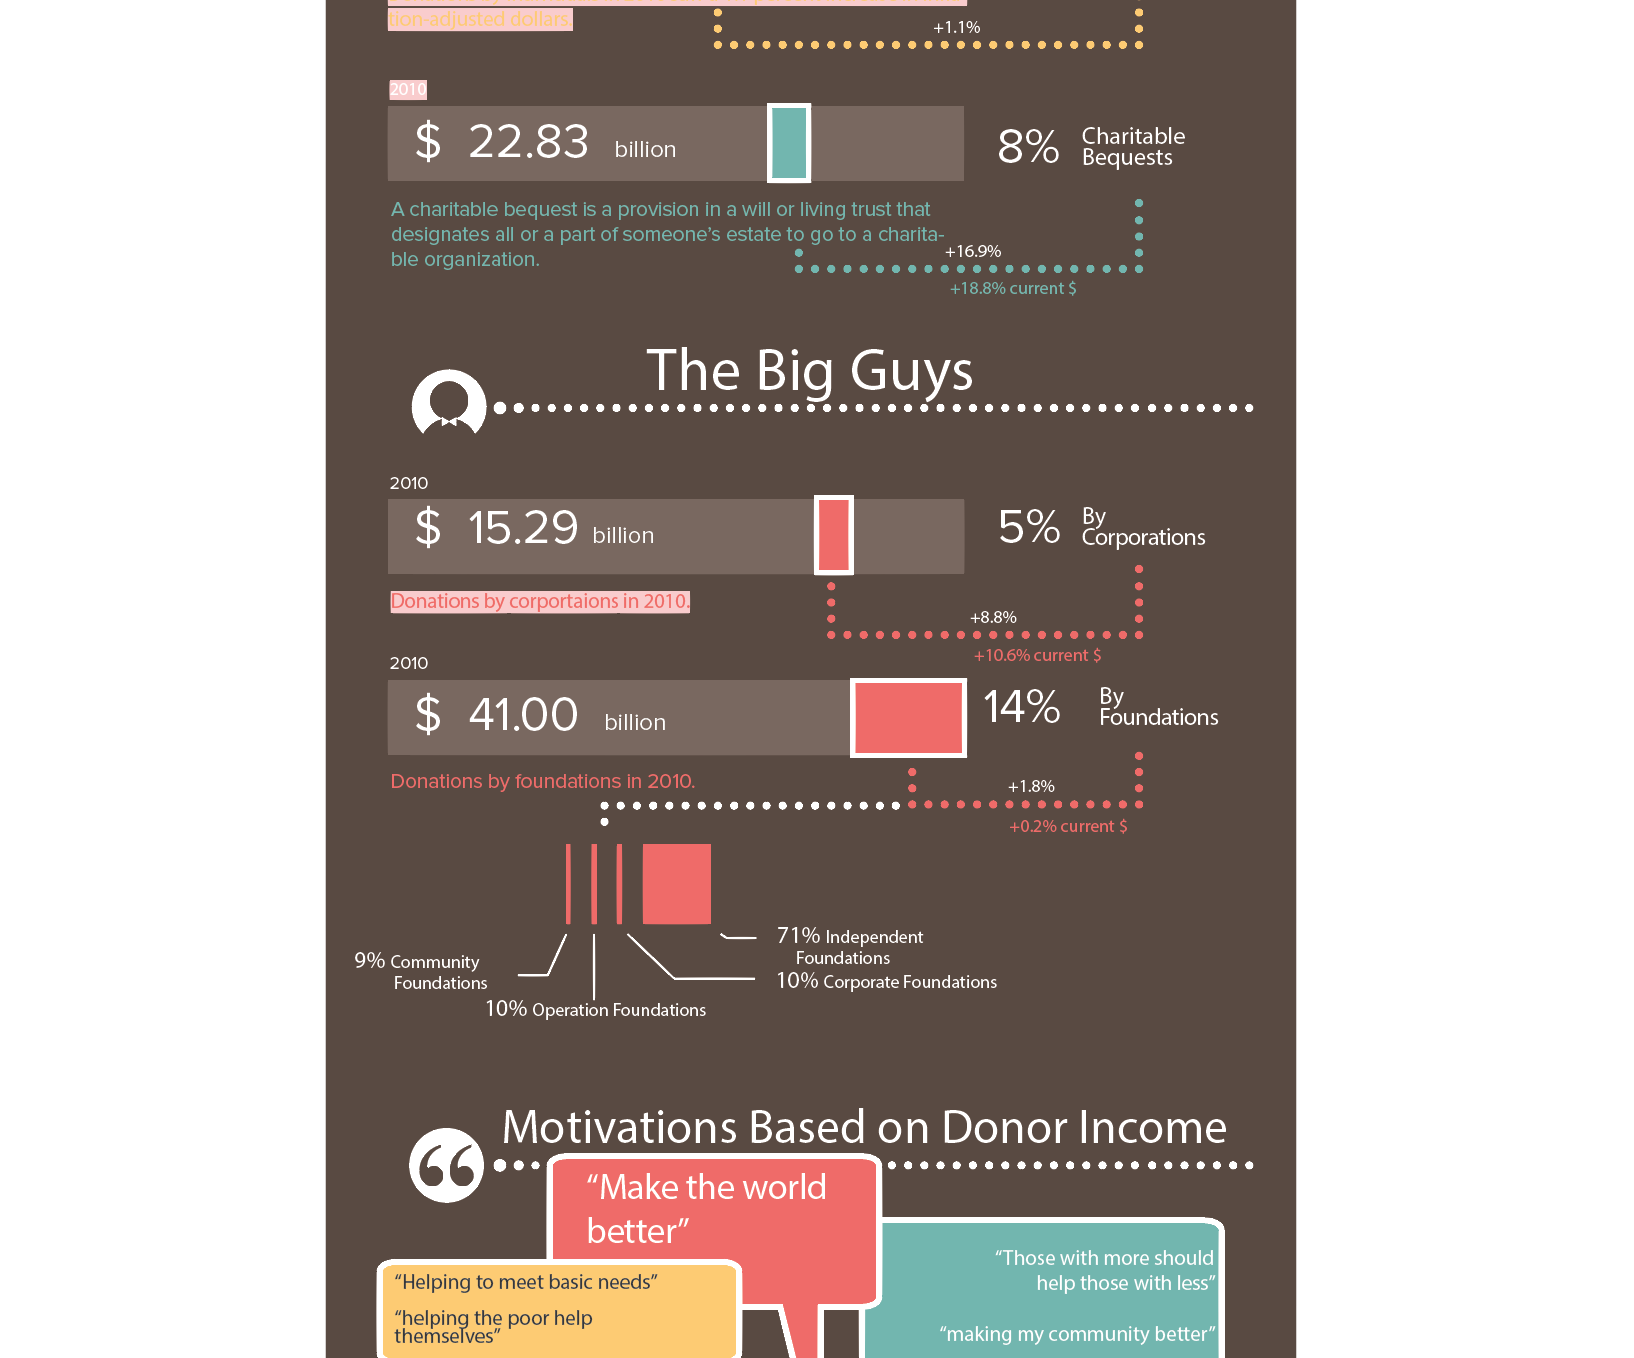 tion-adjusted dollars.
+1.1%
2010
$ 22.83 billion
8% Charitable
Bequests
A charitable bequest is a provision in a will or living trust that
designates all or a part of someone's estate to go to a charita-
ble organization.
+16.9%
+18.8% current $
The Big Guys
2010
$ 15.29 billion
5% By
Corporations
Donations by corportaions in 2010.
+8.8%
+10.6% current $
2010
$ 41.00 billion
14% By
Foundations
Donations by foundations in 2010.
+1.8%
+0.2% current $
71% Independent
Foundations
9% Community
Foundations
10% Corporate Foundations
10% Operation Foundations
Motivations Based on Donor Income
“Make the world
better”
“Those with more should
help those with less”
“Helping to meet basic needs”
“helping the poor help
themselves”
“making my community better”